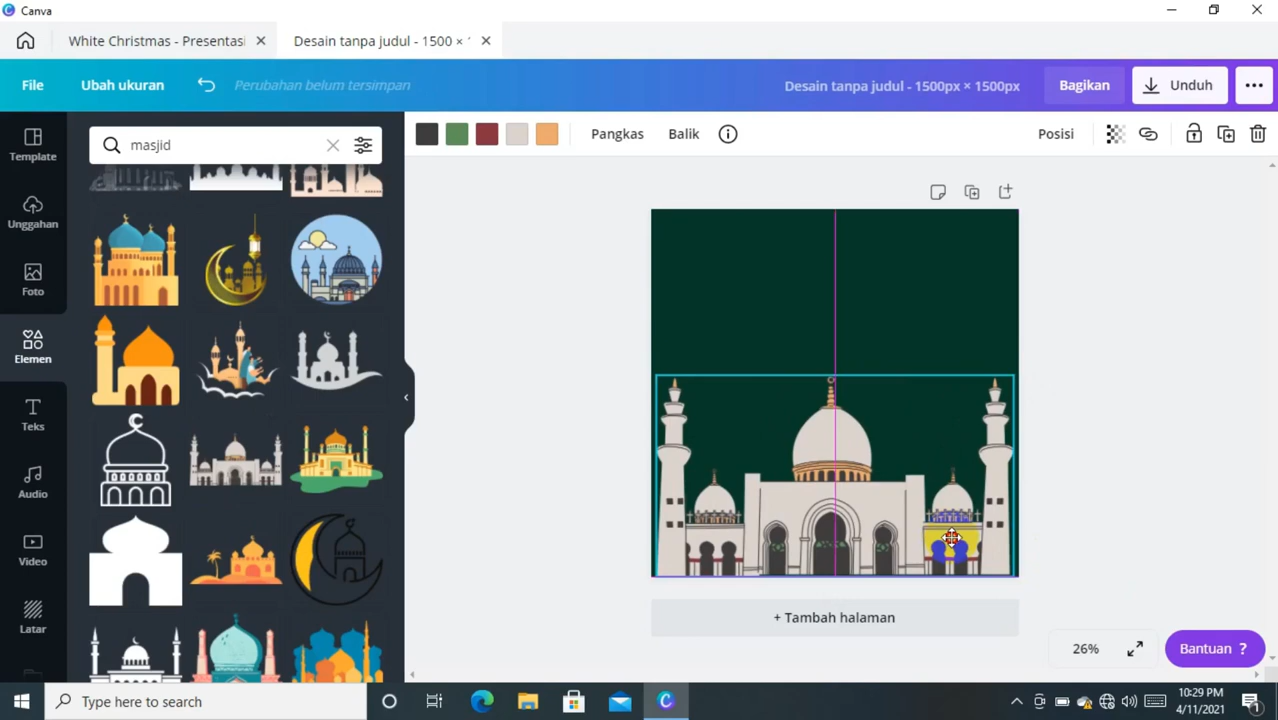 Canva
White Christmas - Presentasi
Desain tanpa judul - 1500 ×
File
Ubah ukuran
Perubahan belum tersimpan
Desain tanpa judul - 1500px × 1500px
Bagikan
Unduh
Template
masjid
Pangkas
Balik
Posisi
Unggahan
Foto
Elemen
Teks
Audio
Video
Latar
+ Tambah halaman
26%
Bantuan ?
Type here to search
10:29 PM
4/11/2021
1